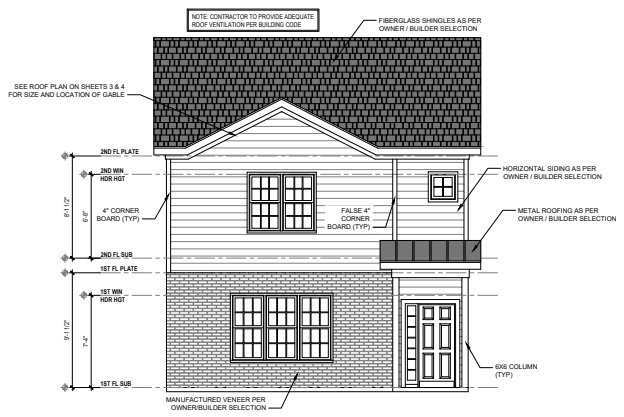 NOTE: CONTRACTOR TO PROVIDE ADEQUATE
ROOF VENTILATION PER BUILDING CODE
FIBERGLASS SHINGLES AS PER
OWNER / BUILDER SELECTION
SEE ROOF PLAN ON SHEETS 3 & 4
FOR SIZE AND LOCATION OF GABLE
2ND FL PLATE
2ND WIN
HDR HGT
HORIZONTAL SIDING AS PER
OWNER / BUILDER SELECTION
8'-11/2"
6'-8"
4" CORNER
BOARD (TYP)
FALSE 4"
CORNER
BOARD (TYP)
METAL ROOFING AS PER
OWNER / BUILDER SELECTION
2ND FL SUB
1ST FL PLATE
1ST WIN
HDR HGT
9'-11/2"
7'-4"
6X6 COLUMN
(TYP)
1ST FL SUB
MANUFACTURED VENEER PER
OWNER/BUILDER SELECTION